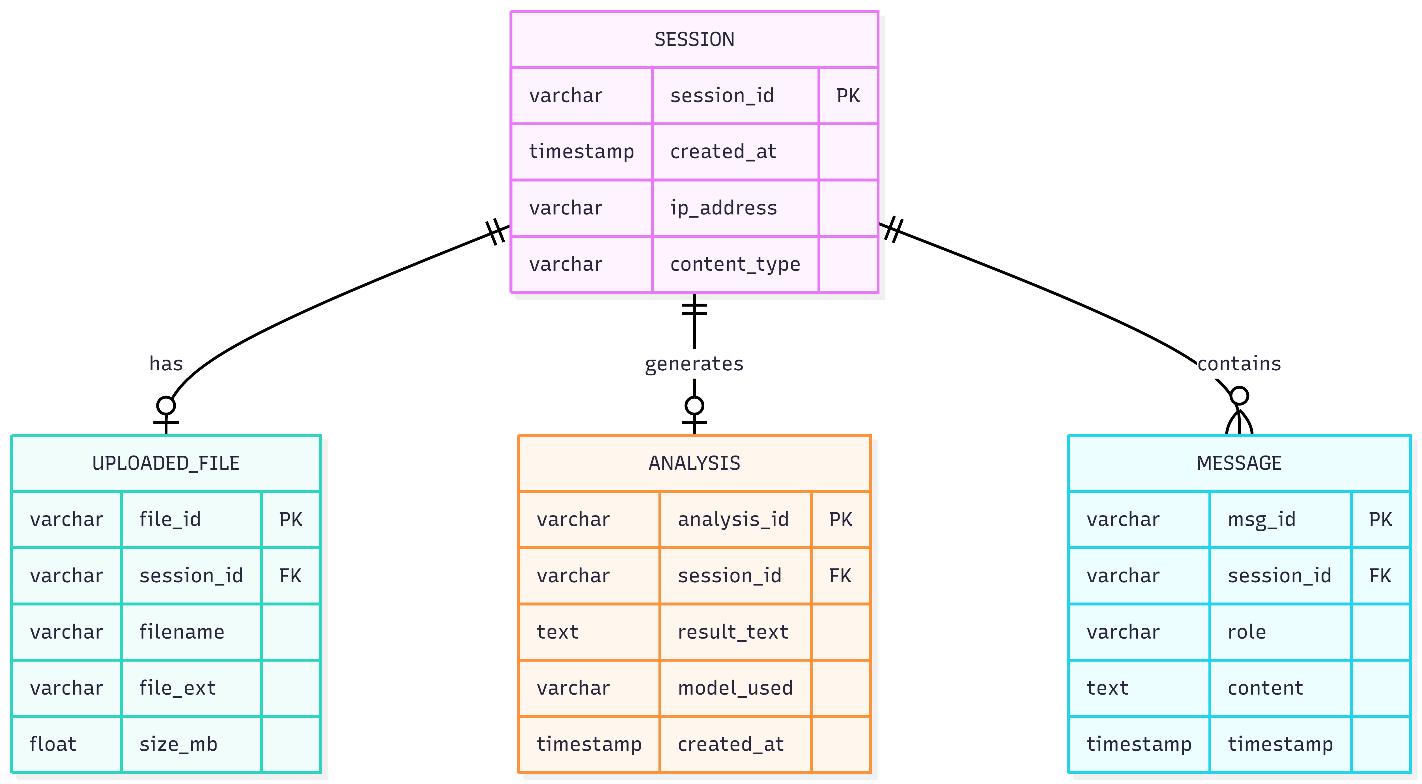 SESSION
varchar session_id PK
timestamp created_at
varchar ip_address
varchar content_type
has
generates
contains
UPLOADED_FILE
varchar file_id PK
varchar session_id FK
varchar filename
varchar file_ext
float size_mb
ANALYSIS
varchar analysis_id PK
varchar session_id FK
text result_text
varchar model_used
timestamp created_at
MESSAGE
varchar msg_id PK
varchar session_id FK
varchar role
text content
timestamp timestamp